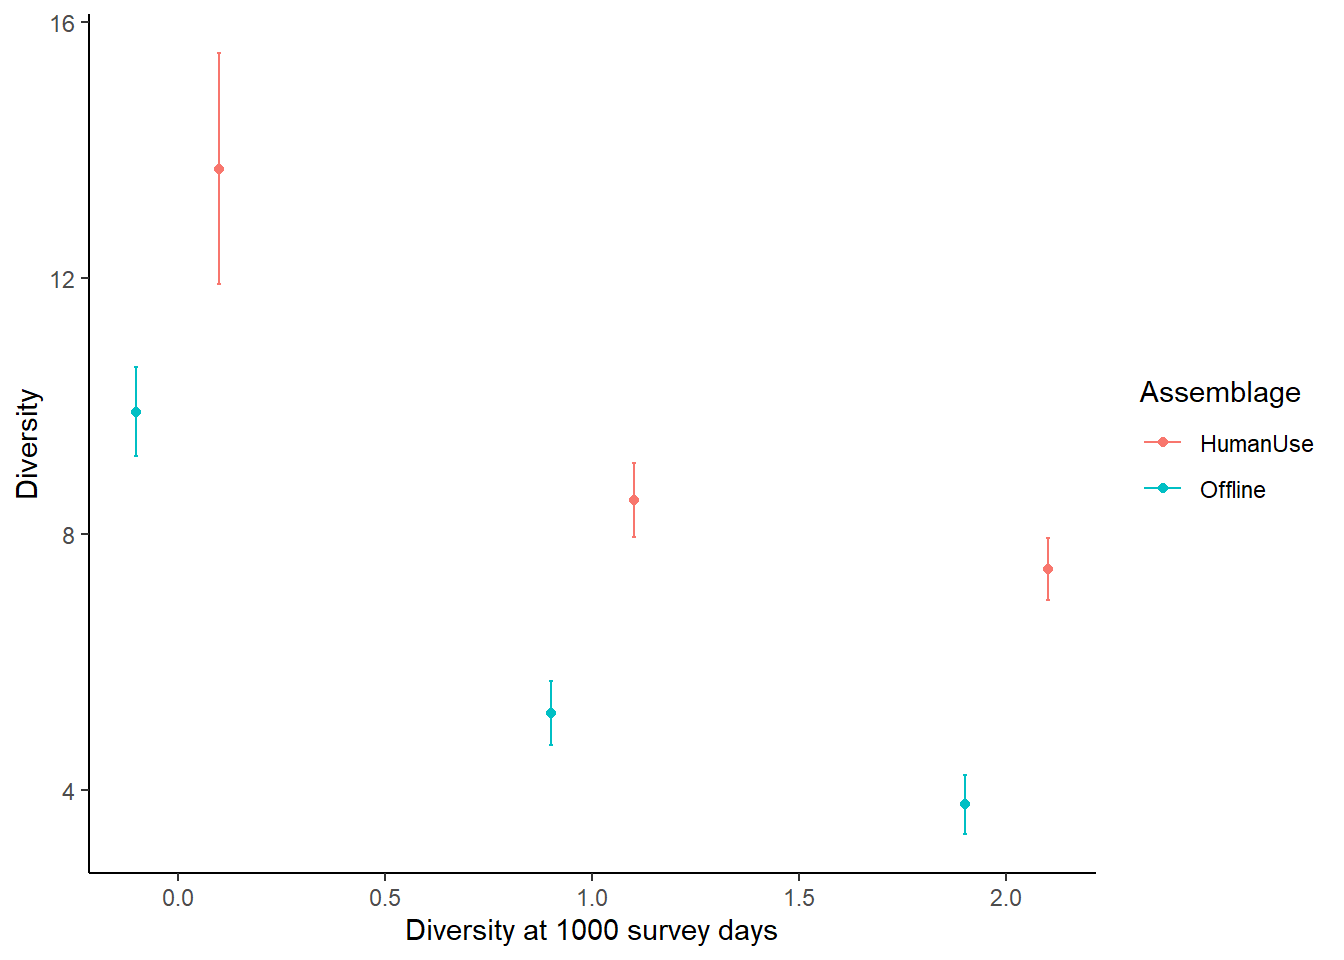 16
12
8
4
Diversity
0.0 0.5 1.0 1.5 2.0
Diversity at 1000 survey days
Assemblage
HumanUse
Offline